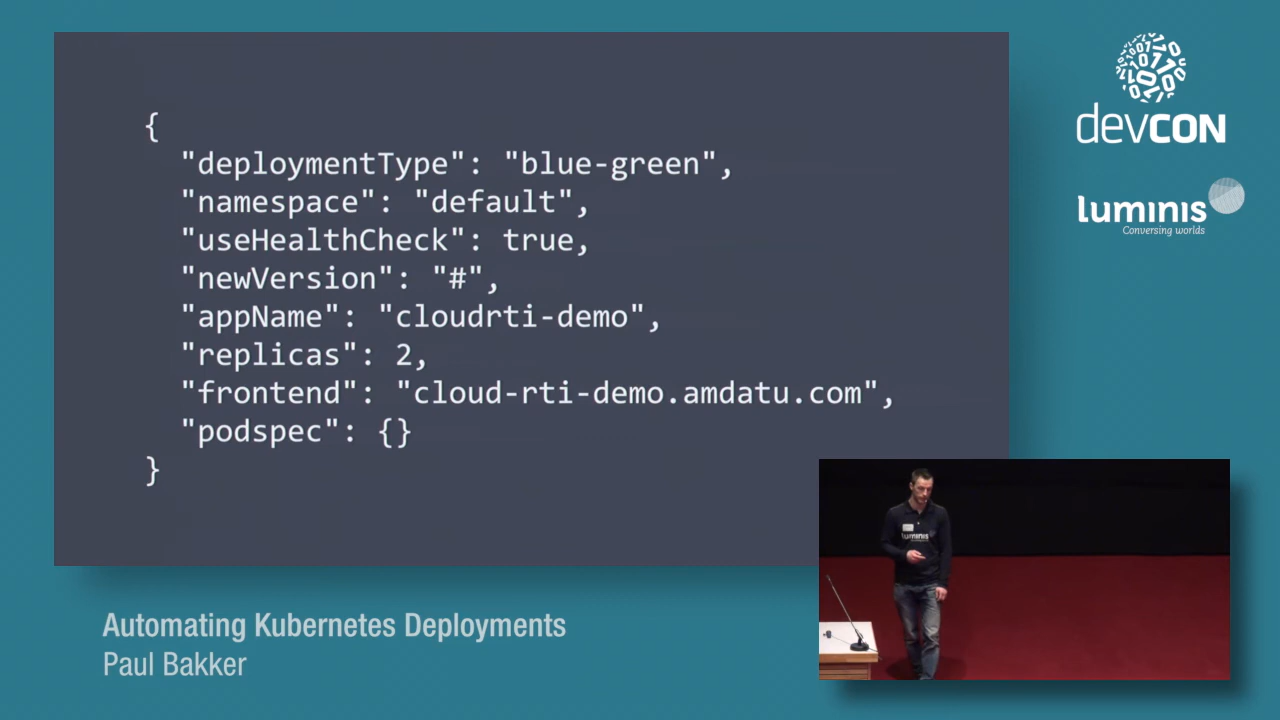 {
"deploymentType": "blue-green",
"namespace": "default",
"useHealthCheck": true,
"newVersion": "#",
"appName": "cloudrti-demo",
"replicas": 2,
"frontend": "cloud-rti-demo.amdatu.com",
"podspec": {}
}
devCON
luminis
Conversing worlds
luminis
Automating Kubernetes Deployments
Paul Bakker